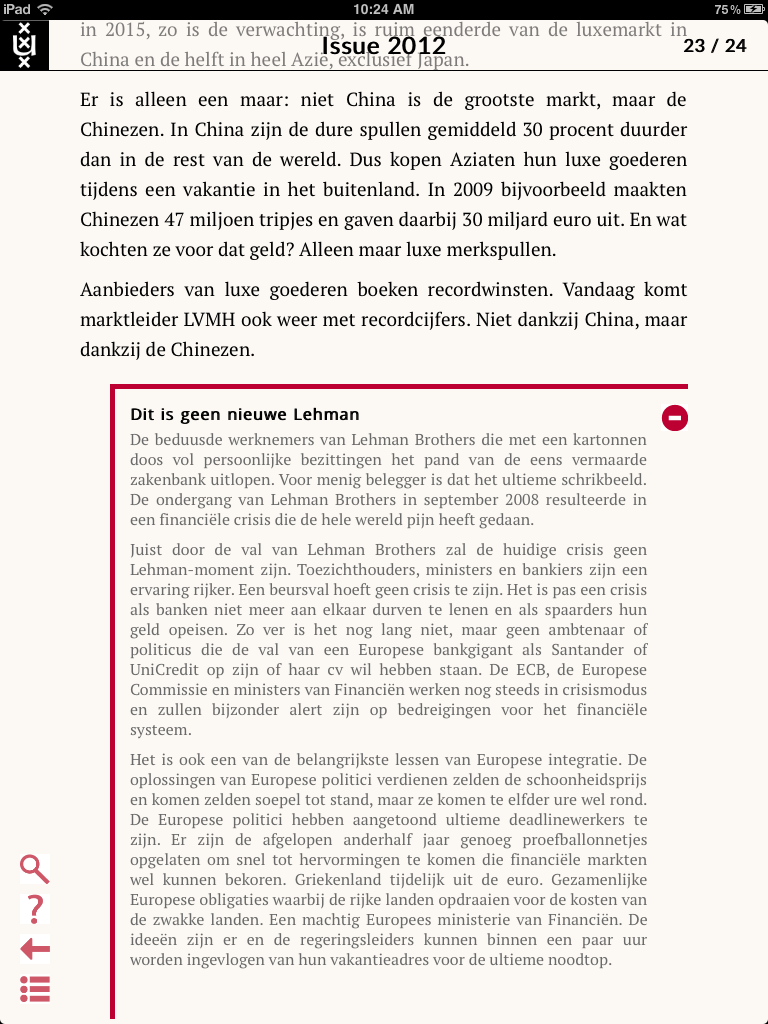 iPad 10:24 AM 75%
in 2015, zo is de verwachting, is ruim eenderde van de luxemarkt in
Issue 2012
23 / 24
China en de helft in heel Azie, exclusief Japan.
Er is alleen een maar: niet China is de grootste markt, maar de
Chinezen. In China zijn de dure spullen gemiddeld 30 procent duurder
dan in de rest van de wereld. Dus kopen Aziaten hun luxe goederen
tijdens een vakantie in het buitenland. In 2009 bijvoorbeeld maakten
Chinezen 47 miljoen tripjes en gaven daarbij 30 miljard euro uit. En wat
kochten ze voor dat geld? Alleen maar luxe merkspullen.
Aanbieders van luxe goederen boeken recordwinsten. Vandaag komt
marktleider LVMH ook weer met recordcijfers. Niet dankzij China, maar
dankzij de Chinezen.
Dit is geen nieuwe Lehman
De beduusde werknemers van Lehman Brothers die met een kartonnen
doos vol persoonlijke bezittingen het pand van de eens vermaarde
zakenbank uitlopen. Voor menig belegger is dat het ultieme schrikbeeld.
De ondergang van Lehman Brothers in september 2008 resulteerde in
een financiële crisis die de hele wereld pijn heeft gedaan.
Juist door de val van Lehman Brothers zal de huidige crisis geen
Lehman-moment zijn. Toezichthouders, ministers en bankiers zijn een
ervaring rijker. Een beursval hoeft geen crisis te zijn. Het is pas een crisis
als banken niet meer aan elkaar durven te lenen en als spaarders hun
geld opeisen. Zo ver is het nog lang niet, maar geen ambtenaar of
politicus die de val van een Europese bankgigant als Santander of
UniCredit op zijn of haar cv wil hebben staan. De ECB, de Europese
Commissie en ministers van Financiën werken nog steeds in crisismodus
en zullen bijzonder alert zijn op bedreigingen voor het financiële
systeem.
Het is ook een van de belangrijkste lessen van Europese integratie. De
oplossingen van Europese politici verdienen zelden de schoonheidsprijs
en komen zelden soepel tot stand, maar ze komen te elfder ure wel rond.
De Europese politici hebben aangetoond ultieme deadlinewerkers te
zijn. Er zijn de afgelopen anderhalf jaar genoeg proefballonnetjes
opgelaten om snel tot hervormingen te komen die financiële markten
wel kunnen bekoren. Griekenland tijdelijk uit de euro. Gezamenlijke
Europese obligaties waarbij de rijke landen opdraaien voor de kosten van
de zwakke landen. Een machtig Europees ministerie van Financiën. De
ideeën zijn er en de regeringsleiders kunnen binnen een paar uur
worden ingevlogen van hun vakantieadres voor de ultieme noodtop.